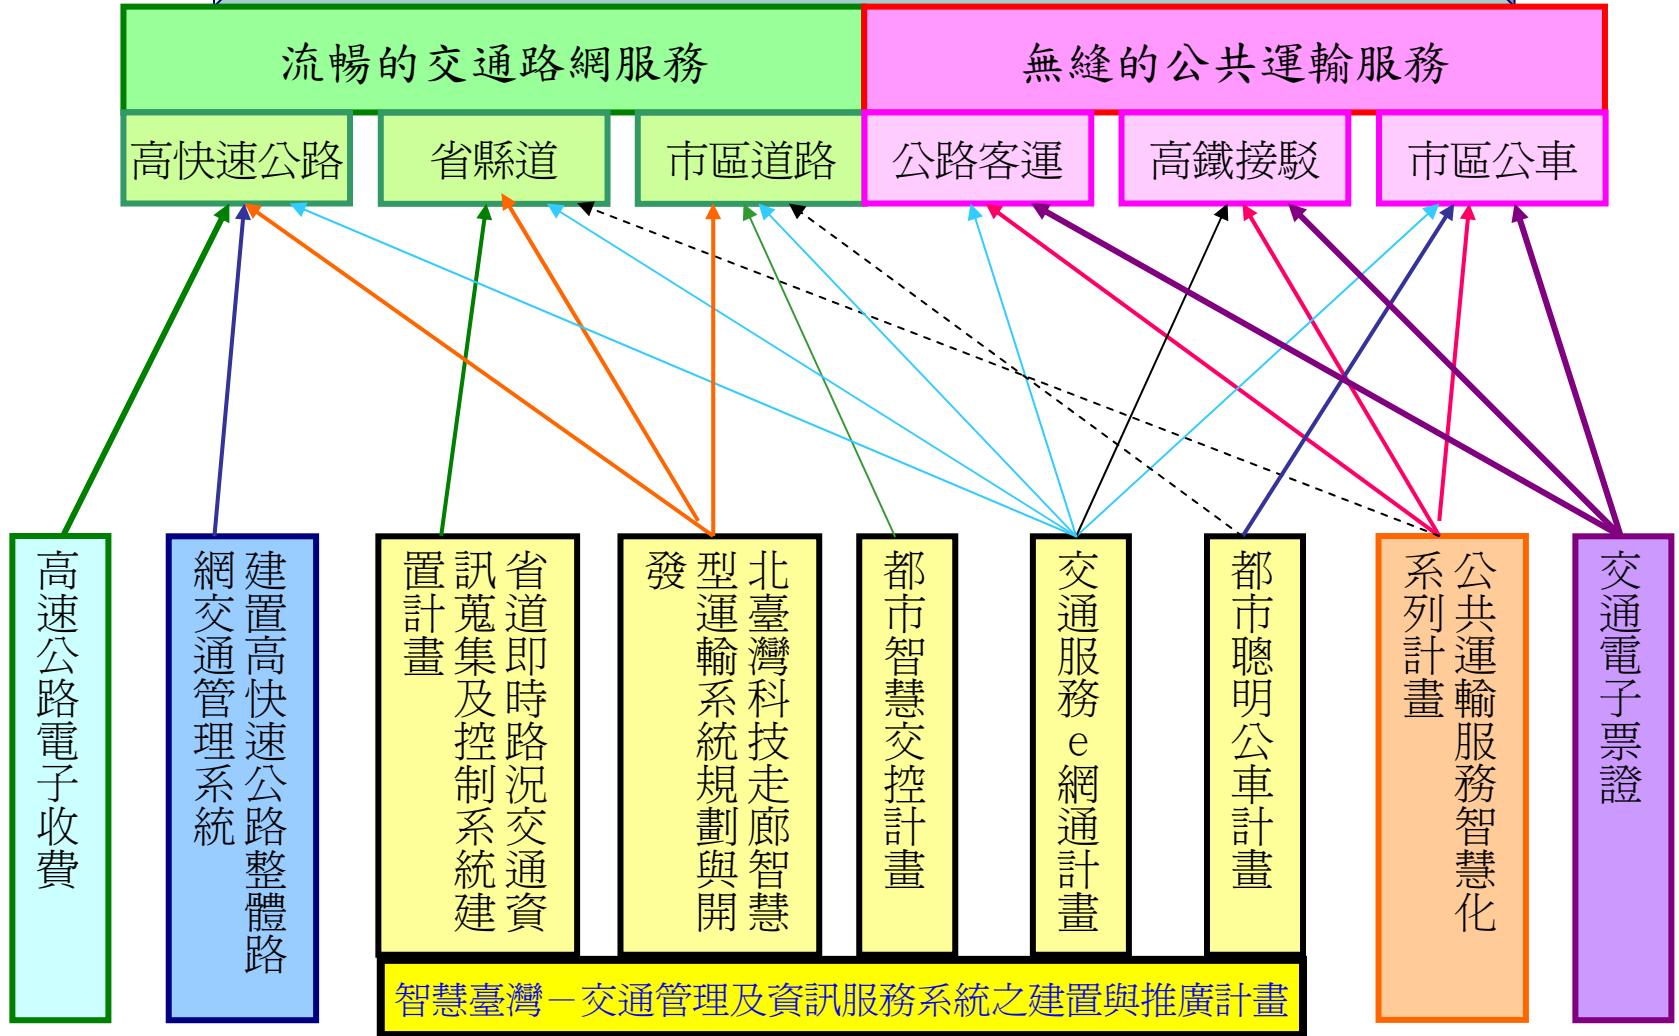 流暢的交通路網服務
無縫的公共運輸服務
高快速公路
省縣道
市區道路
公路客運
高鐵接駁
市區公車
高速公路電子收費
建置高快速公路整體路
網交通管理系統
省道即時路況交通資
訊蒐集及控制系統建
置計畫
北臺灣科技走廊智慧
型運輸系統規劃與開
發
都市智慧交控計畫
交通服務e網通計畫
都市聰明公車計畫
公共運輸服務智慧化
系列計畫
交通電子票證
智慧臺灣－交通管理及資訊服務系統之建置與推廣計畫